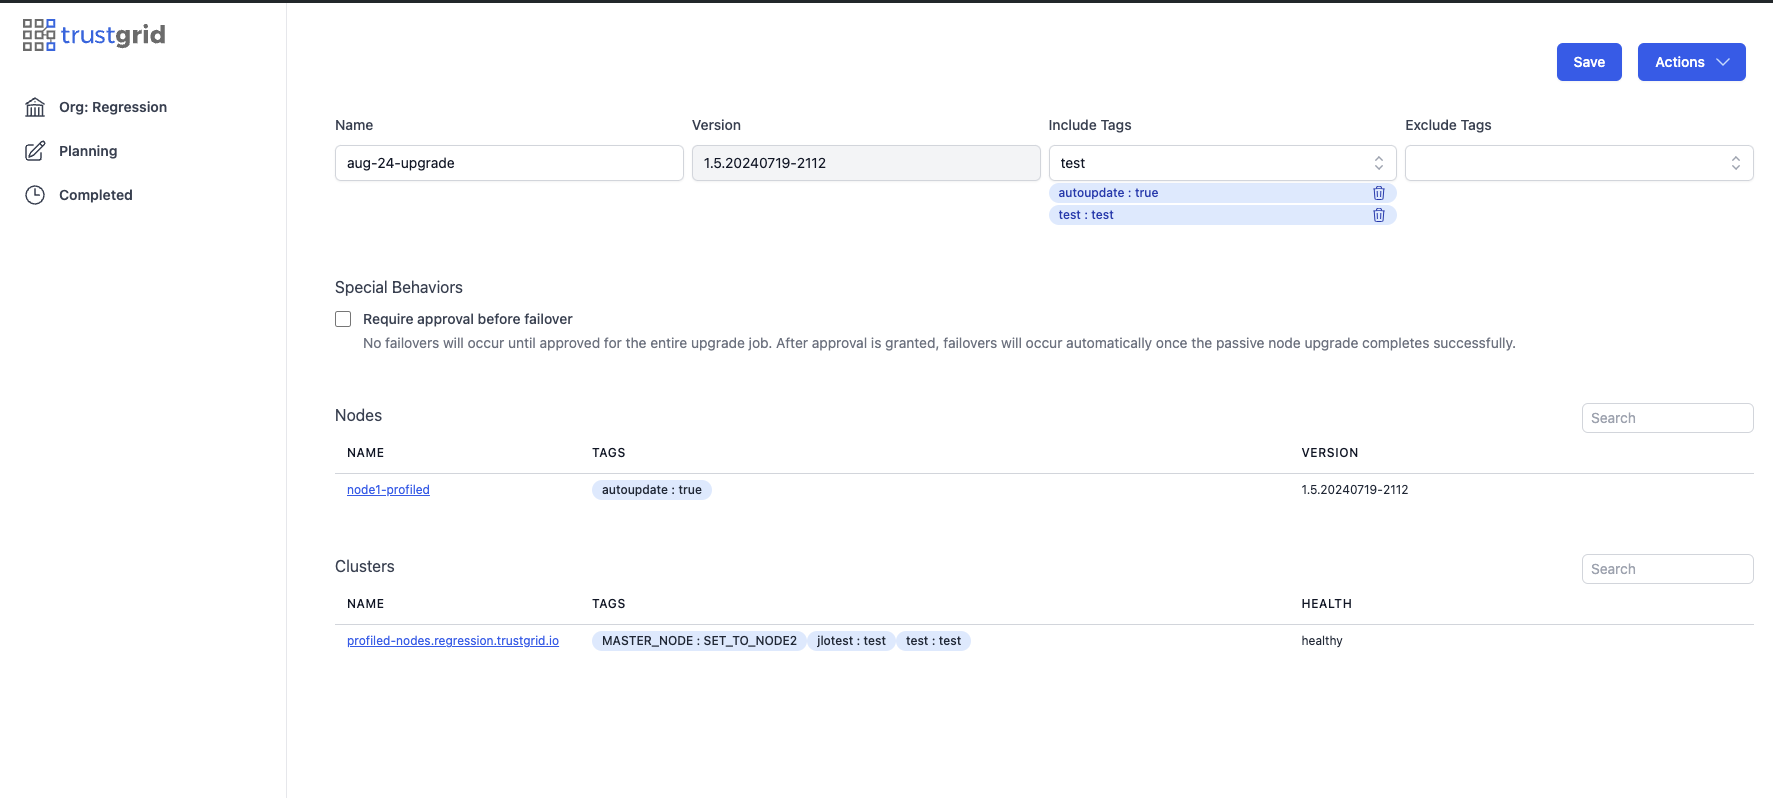 trustgrid
Org: Regression
Planning
Completed
Save
Actions
Name
Version
Include Tags
Exclude Tags
aug-24-upgrade
1.5.20240719-2112
test
autoupdate : true
test : test
Special Behaviors
Require approval before failover
No failovers will occur until approved for the entire upgrade job. After approval is granted, failovers will occur automatically once the passive node upgrade completes successfully.
Nodes
Search
NAME TAGS VERSION
node1-profiled autoupdate : true 1.5.20240719-2112
Clusters
Search
NAME TAGS HEALTH
profiled-nodes.regression.trustgrid.io MASTER_NODE : SET_TO_NODE2 jlotest : test test : test healthy